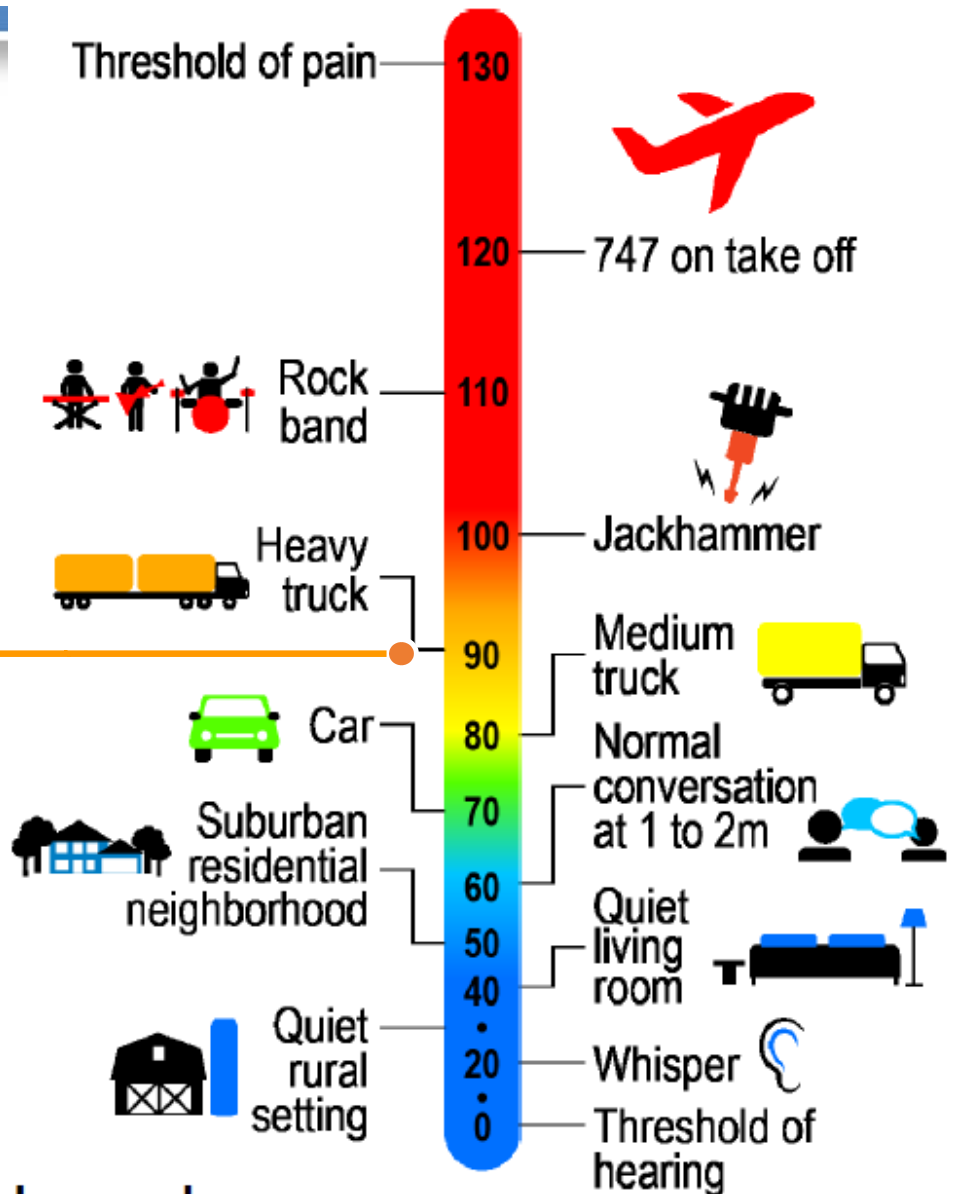 Threshold of pain
130
120
747 on take off
Rock
band
110
100
Jackhammer
Heavy
truck
90
Medium
truck
Car
80
Normal
conversation
at 1 to 2m
70
Suburban
residential
neighborhood
60
Quiet
living
room
50
40
Quiet
rural
setting
20
Whisper
0
Threshold of
hearing